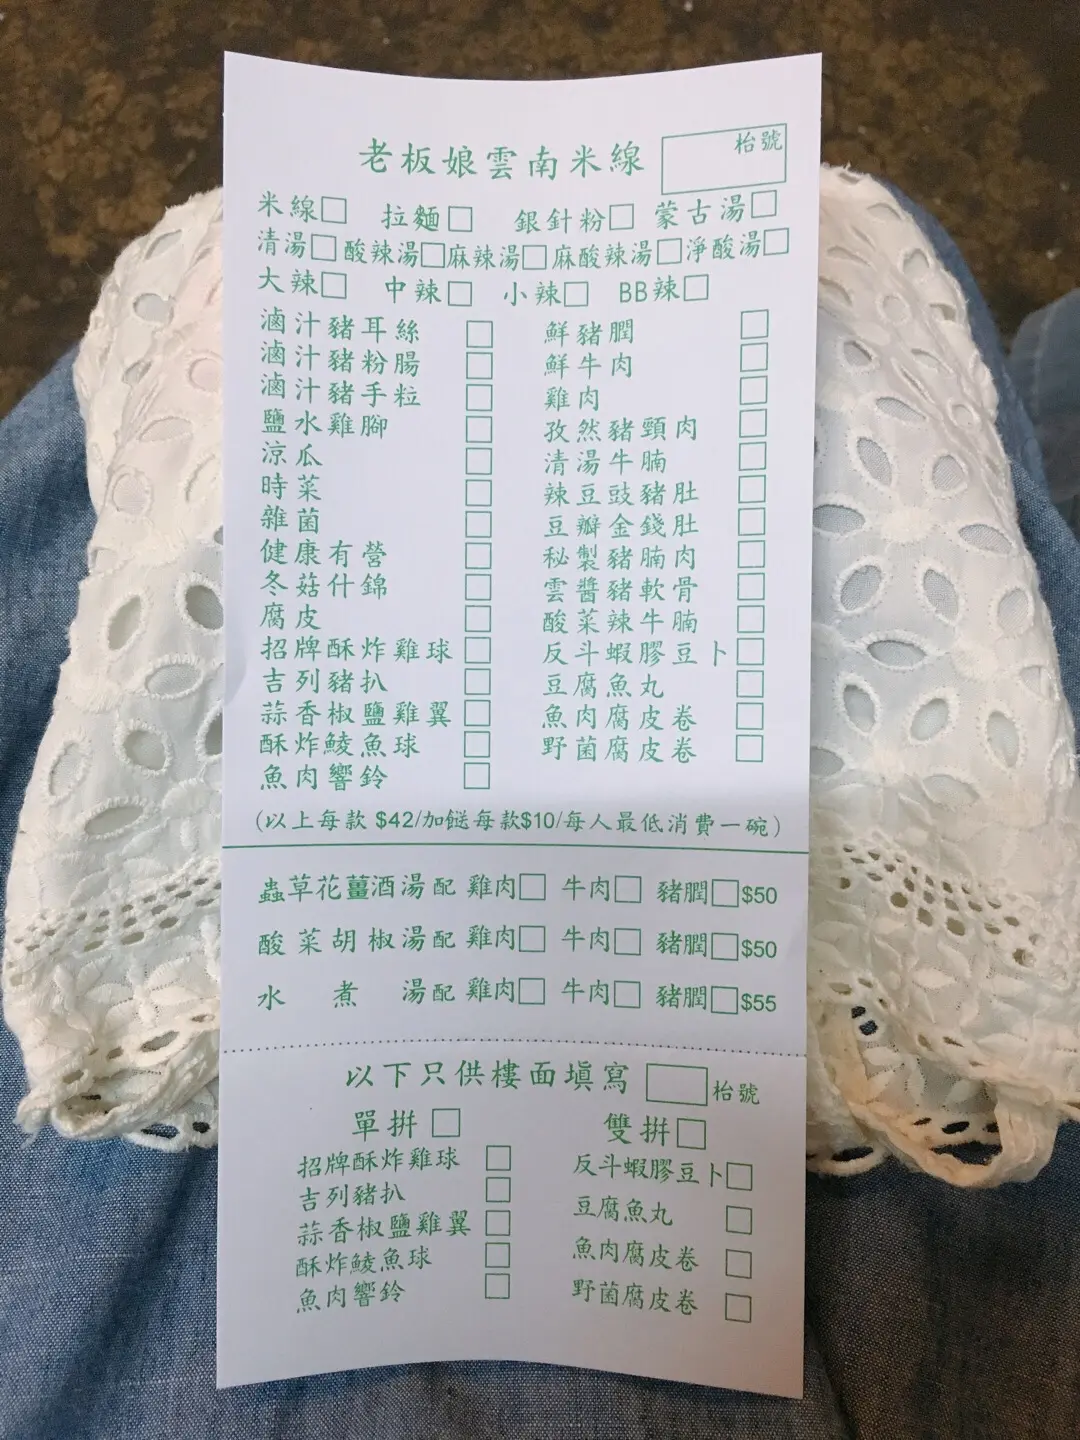 老板娘雲南米線 枱號
米線□ 拉麵□ 銀針粉□ 蒙古湯□
清湯□ 酸辣湯□ 麻辣湯□ 麻酸辣湯□ 淨酸湯□
大辣□ 中辣□ 小辣□ BB辣□
滷汁豬耳絲 □ 鮮豬膶 □
滷汁豬粉腸 □ 鮮牛肉 □
滷汁豬手粒 □ 雞肉 □
鹽水雞腳 □ 孜然豬頸肉 □
涼瓜 □ 清湯牛腩 □
時菜 □ 辣豆豉豬肚 □
雜菌 □ 豆瓣金錢肚 □
健康有營 □ 秘製豬腩肉 □
冬菇什錦 □ 雲醬豬軟骨 □
腐皮 □ 酸菜辣牛腩 □
招牌酥炸雞球 □ 反斗蝦膠豆卜 □
吉列豬扒 □ 豆腐魚丸 □
蒜香椒鹽雞翼 □ 魚肉腐皮卷 □
酥炸鯪魚球 □ 野菌腐皮卷 □
魚肉響鈴 □
(以上每款 $42/加餸每款$10/每人最低消費一碗)
蟲草花薑酒湯配 雞肉□ 牛肉□ 豬膶□$50
酸菜胡椒湯配 雞肉□ 牛肉□ 豬膶□$50
水煮湯配 雞肉□ 牛肉□ 豬膶□$55
以下只供樓面填寫 □ 枱號
單拼 □ 雙拼□
招牌酥炸雞球 □ 反斗蝦膠豆卜□
吉列豬扒 □ 豆腐魚丸 □
蒜香椒鹽雞翼 □ 魚肉腐皮卷 □
酥炸鯪魚球 □ 野菌腐皮卷 □
魚肉響鈴 □